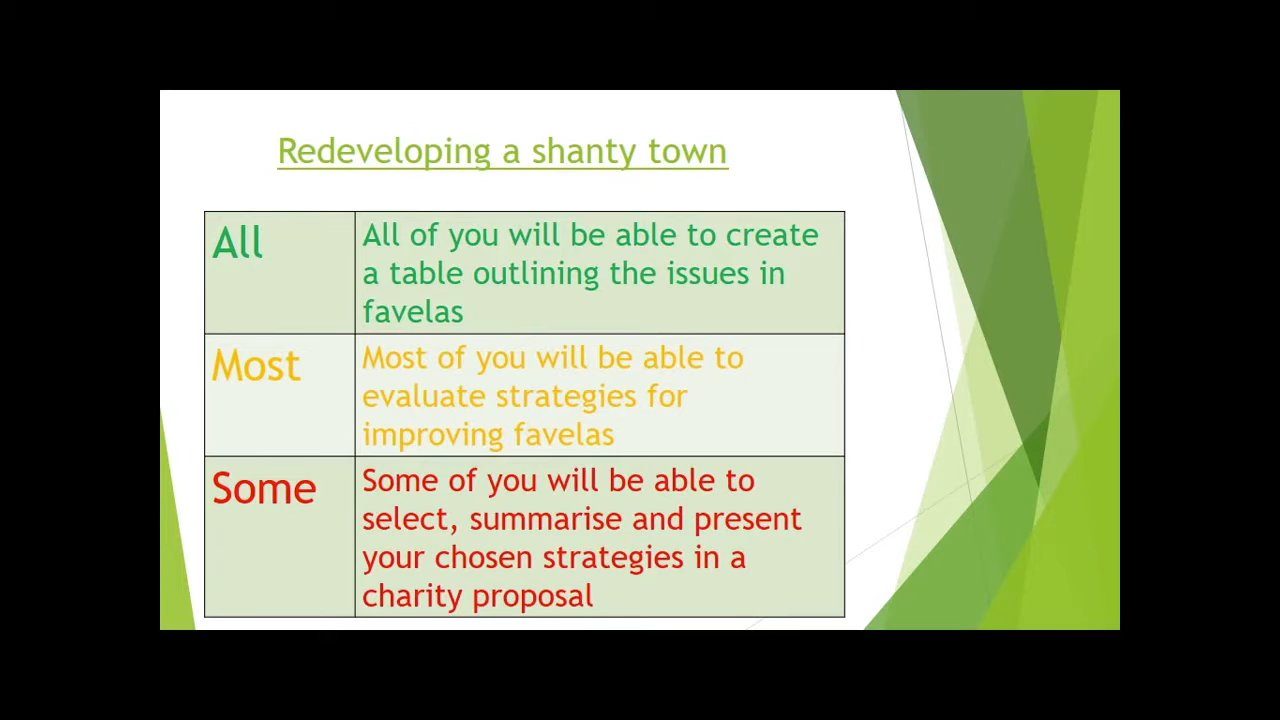 Redeveloping a shanty town
All
All of you will be able to create
a table outlining the issues in
favelas
Most
Most of you will be able to
evaluate strategies for
improving favelas
Some
Some of you will be able to
select, summarise and present
your chosen strategies in a
charity proposal